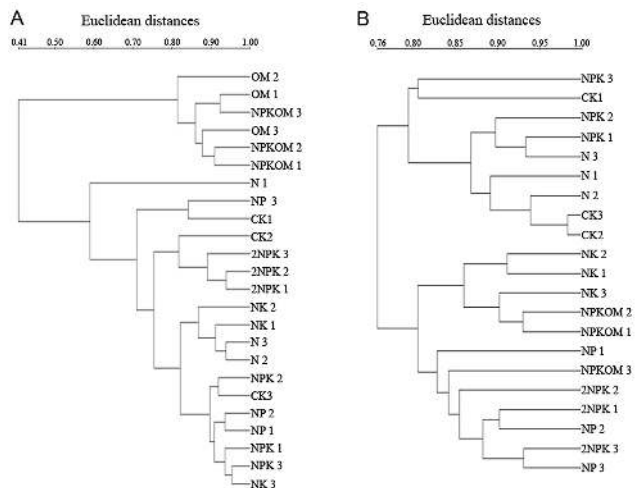 A
Euclidean distances
0.41 0.50 0.60 0.70 0.80 0.90 1.00
OM 2
OM 1
NPKOM 3
OM 3
NPKOM 2
NPKOM 1
N 1
NP 3
CK1
CK2
2NPK 3
2NPK 2
2NPK 1
NK 2
NK 1
N 3
N 2
NPK 2
CK3
NP 2
NP 1
NPK 1
NPK 3
NK 3
B
Euclidean distances
0.76 0.80 0.85 0.90 0.95 1.00
NPK 3
CK1
NPK 2
NPK 1
N 3
N 1
N 2
CK3
CK2
NK 2
NK 1
NK 3
NPKOM 2
NPKOM 1
NP 1
NPKOM 3
2NPK 2
2NPK 1
NP 2
2NPK 3
NP 3